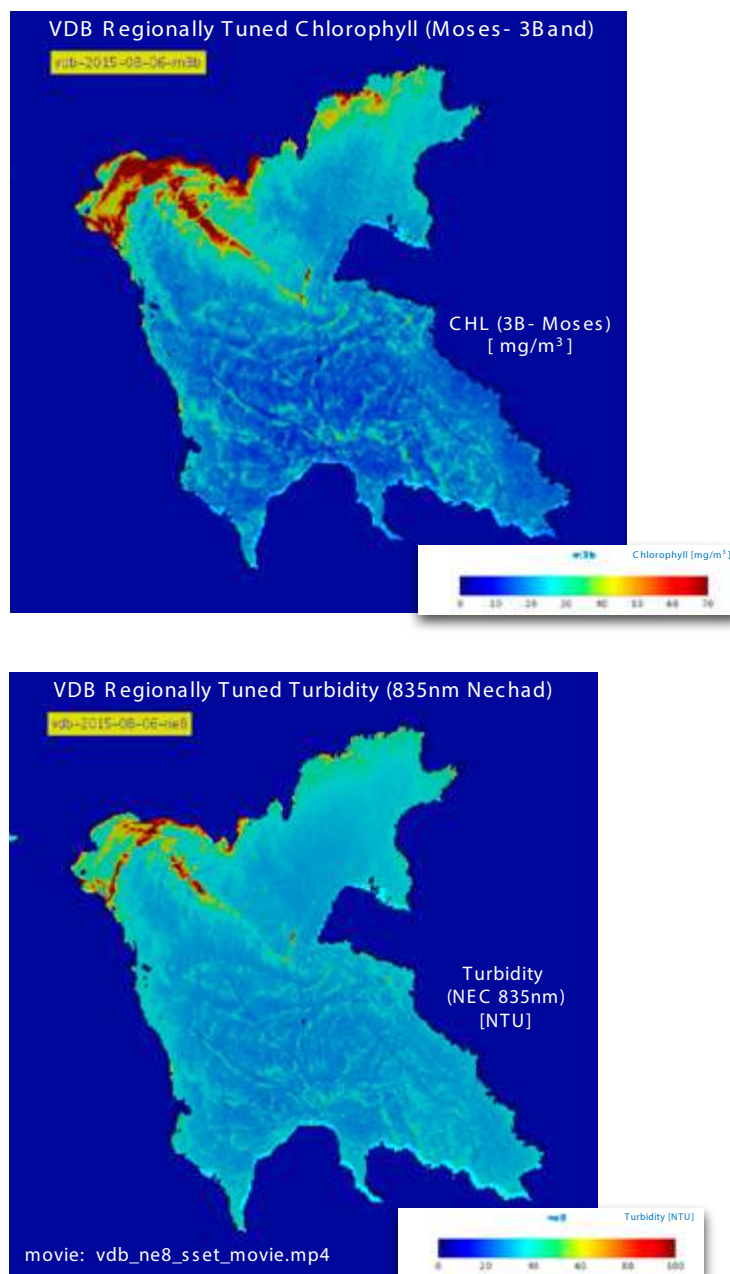 VDB Regionally Tuned Chlorophyll (Moses- 3Band)
vdb-2015-08-06-m3b
CHL (3B- Moses)
[ mg/m³ ]
m3b Chlorophyll [mg/m³]
0 10 20 30 40 50 60 70
VDB Regionally Tuned Turbidity (835nm Nechad)
vdb-2015-08-06-ne8
Turbidity
(NEC 835nm)
[NTU]
ne8 Turbidity [NTU]
0 20 40 60 80 100
movie: vdb_ne8_sset_movie.mp4